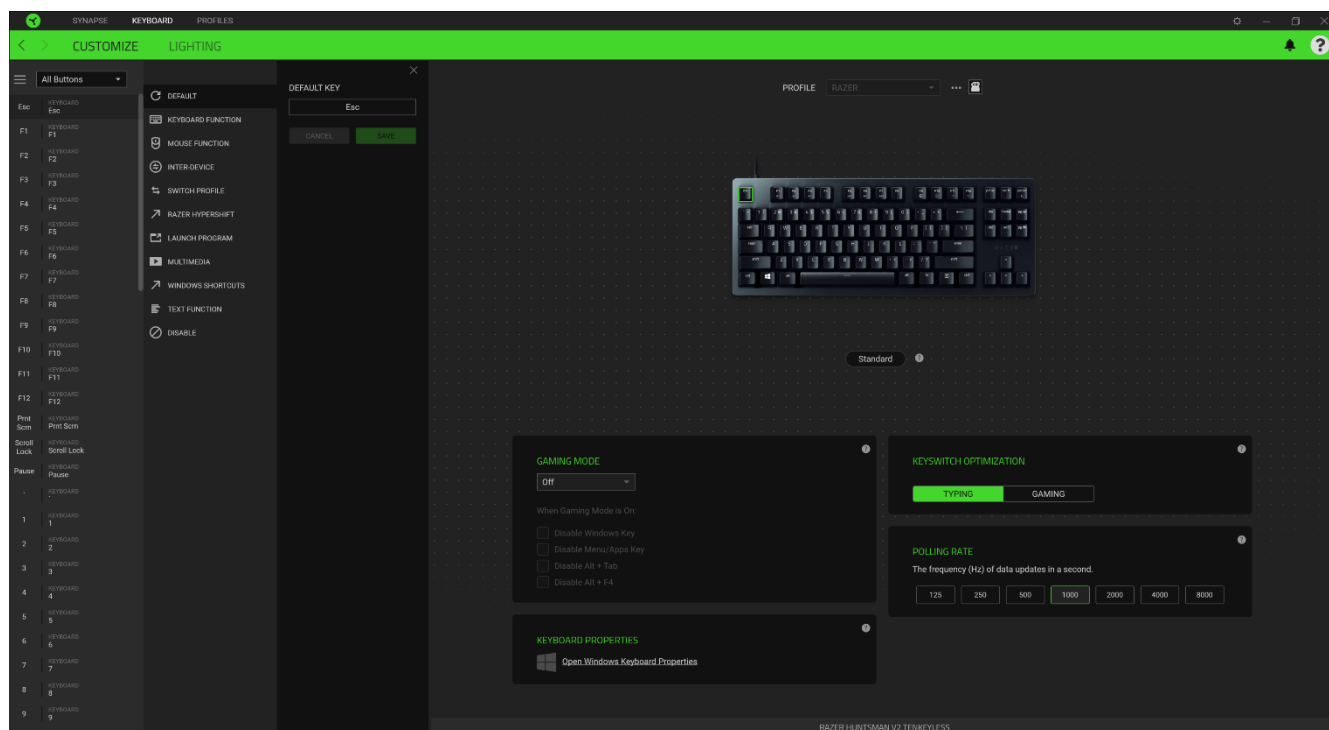 SYNAPSE KEYBOARD PROFILES
CUSTOMIZE LIGHTING
All Buttons
Esc KEYBOARD Esc
F1 KEYBOARD F1
F2 KEYBOARD F2
F3 KEYBOARD F3
F4 KEYBOARD F4
F5 KEYBOARD F5
F6 KEYBOARD F6
F7 KEYBOARD F7
F8 KEYBOARD F8
F9 KEYBOARD F9
F10 KEYBOARD F10
F11 KEYBOARD F11
F12 KEYBOARD F12
Prnt Scrn KEYBOARD Prnt Scrn
Scroll Lock KEYBOARD Scroll Lock
Pause KEYBOARD Pause
` KEYBOARD `
1 KEYBOARD 1
2 KEYBOARD 2
3 KEYBOARD 3
4 KEYBOARD 4
5 KEYBOARD 5
6 KEYBOARD 6
7 KEYBOARD 7
8 KEYBOARD 8
9 KEYBOARD 9
DEFAULT
KEYBOARD FUNCTION
MOUSE FUNCTION
INTER-DEVICE
SWITCH PROFILE
RAZER HYPERSHIFT
LAUNCH PROGRAM
MULTIMEDIA
WINDOWS SHORTCUTS
TEXT FUNCTION
DISABLE
DEFAULT KEY
Esc
CANCEL SAVE
PROFILE RAZER
Standard
GAMING MODE
Off
When Gaming Mode is On:
Disable Windows Key
Disable Menu/Apps Key
Disable Alt + Tab
Disable Alt + F4
KEYBOARD PROPERTIES
Open Windows Keyboard Properties
KEYSWITCH OPTIMIZATION
TYPING GAMING
POLLING RATE
The frequency (Hz) of data updates in a second.
125 250 500 1000 2000 4000 8000
RAZER HUNTSMAN V2 TENKEYLESS